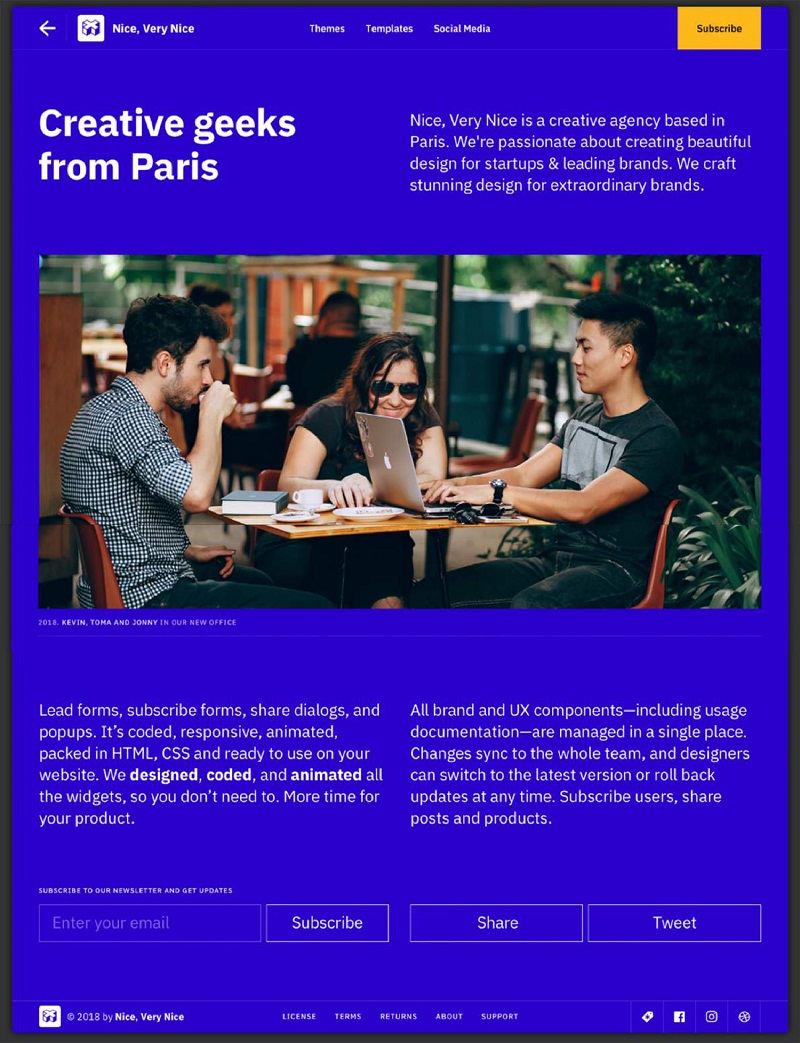 Nice, Very Nice
Themes Templates Social Media
Subscribe
Creative geeks
from Paris
Nice, Very Nice is a creative agency based in
Paris. We're passionate about creating beautiful
design for startups & leading brands. We craft
stunning design for extraordinary brands.
2018. KEVIN, TOMA AND JONNY IN OUR NEW OFFICE
Lead forms, subscribe forms, share dialogs, and
popups. It’s coded, responsive, animated,
packed in HTML, CSS and ready to use on your
website. We designed, coded, and animated all
the widgets, so you don’t need to. More time for
your product.
All brand and UX components—including usage
documentation—are managed in a single place.
Changes sync to the whole team, and designers
can switch to the latest version or roll back
updates at any time. Subscribe users, share
posts and products.
SUBSCRIBE TO OUR NEWSLETTER AND GET UPDATES
Enter your email
Subscribe
Share
Tweet
© 2018 by Nice, Very Nice
LICENSE TERMS RETURNS ABOUT SUPPORT